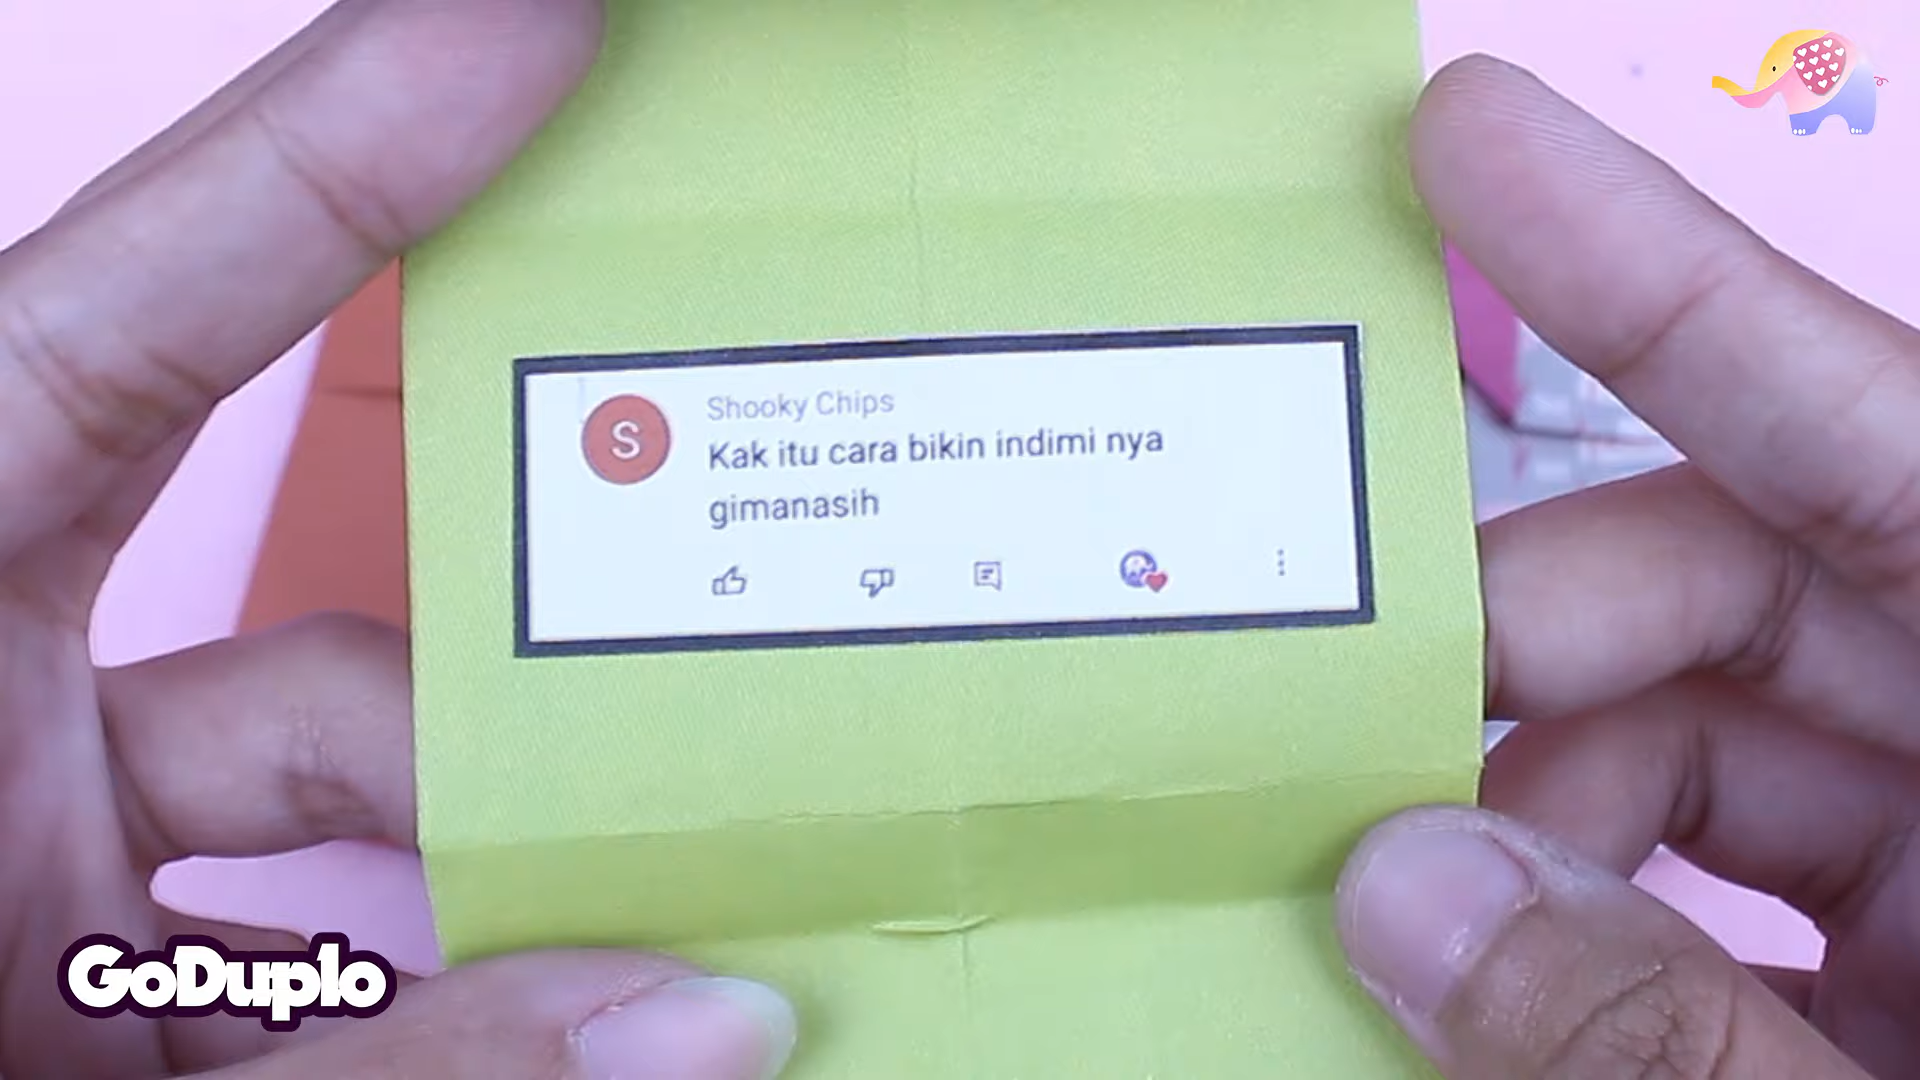 S
Shooky Chips
Kak itu cara bikin indimi nya
gimanasih
GoDuplo